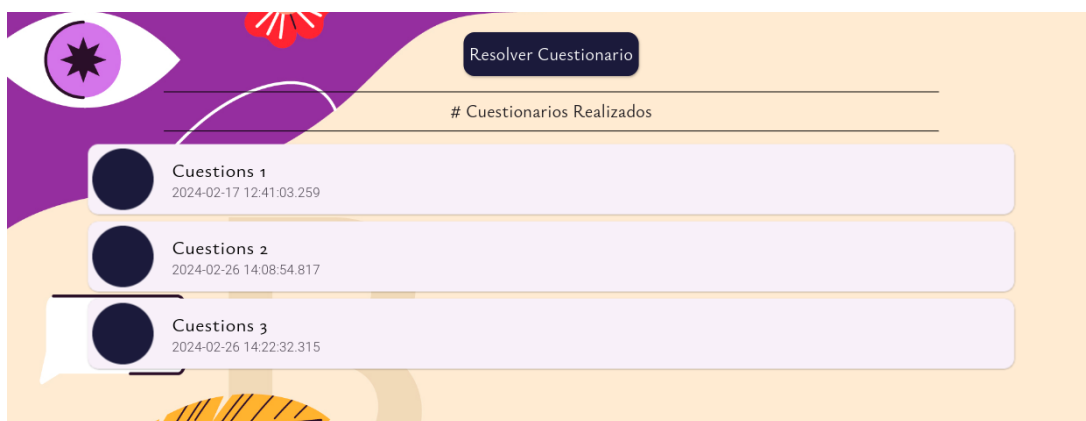 Resolver Cuestionario
# Cuestionarios Realizados
Cuestions 1
2024-02-17 12:41:03.259
Cuestions 2
2024-02-26 14:08:54.817
Cuestions 3
2024-02-26 14:22:32.315